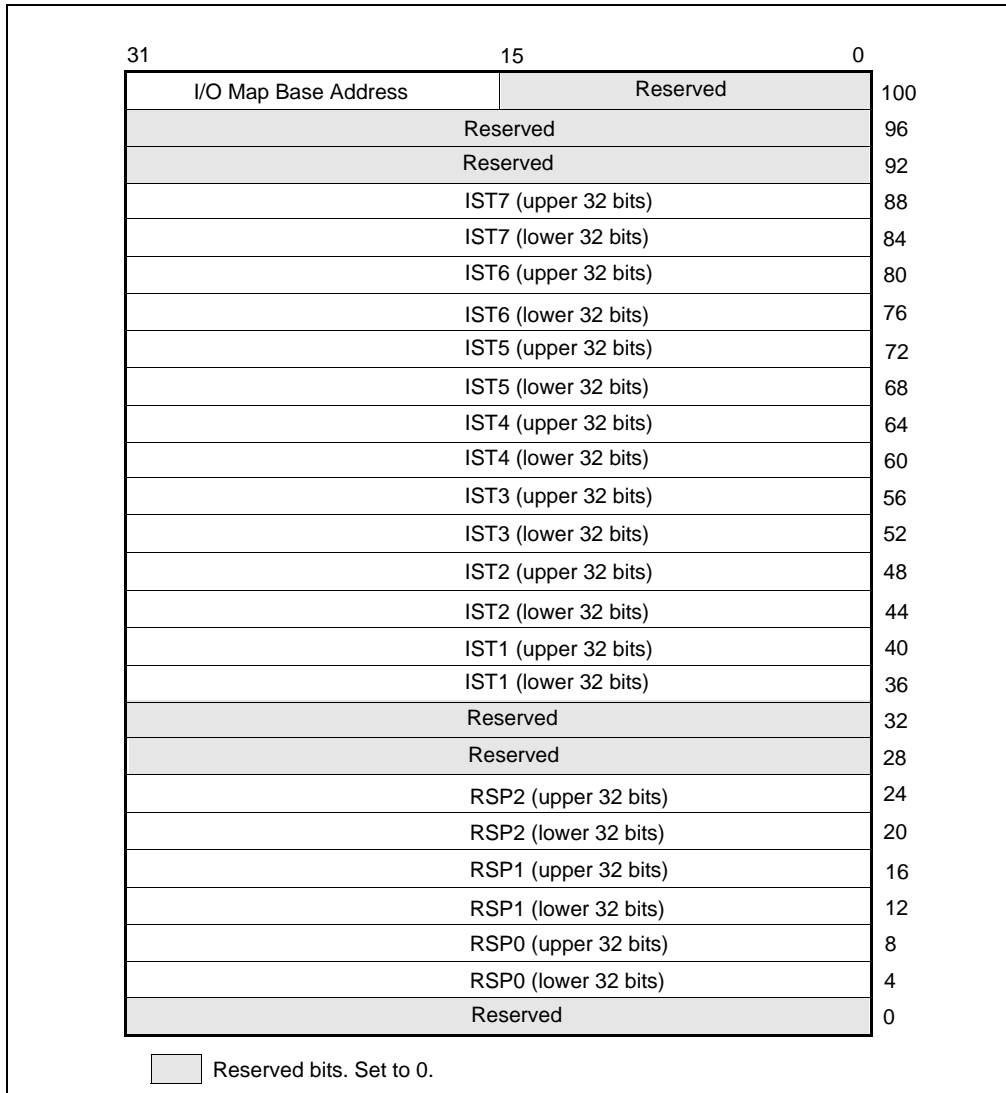 31 15 0
I/O Map Base Address Reserved 100
Reserved 96
Reserved 92
IST7 (upper 32 bits) 88
IST7 (lower 32 bits) 84
IST6 (upper 32 bits) 80
IST6 (lower 32 bits) 76
IST5 (upper 32 bits) 72
IST5 (lower 32 bits) 68
IST4 (upper 32 bits) 64
IST4 (lower 32 bits) 60
IST3 (upper 32 bits) 56
IST3 (lower 32 bits) 52
IST2 (upper 32 bits) 48
IST2 (lower 32 bits) 44
IST1 (upper 32 bits) 40
IST1 (lower 32 bits) 36
Reserved 32
Reserved 28
RSP2 (upper 32 bits) 24
RSP2 (lower 32 bits) 20
RSP1 (upper 32 bits) 16
RSP1 (lower 32 bits) 12
RSP0 (upper 32 bits) 8
RSP0 (lower 32 bits) 4
Reserved 0
Reserved bits. Set to 0.